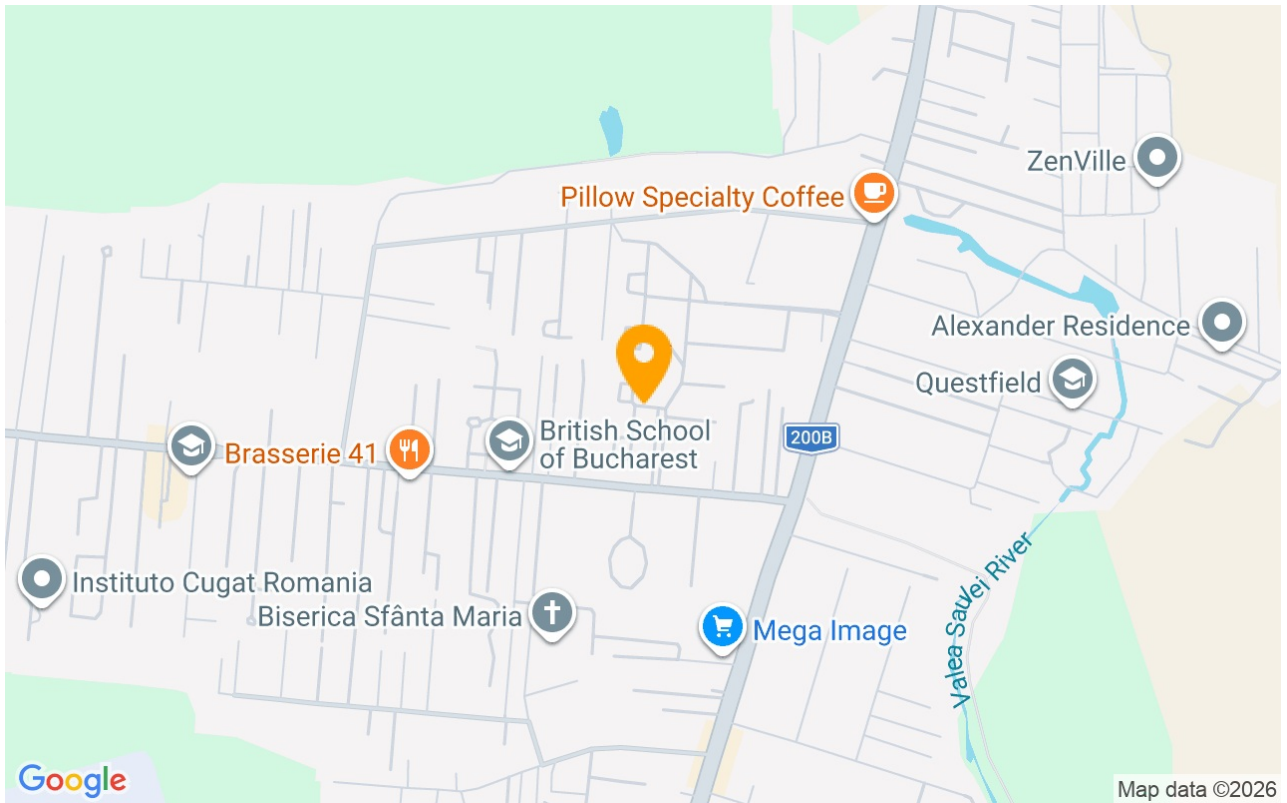 ZenVille
Pillow Specialty Coffee
Alexander Residence
Questfield
200B
British School
of Bucharest
Brasserie 41
Valea Saulei River
Instituto Cugat Romania
Biserica Sfânta Maria
Mega Image
Google
Map data ©2026